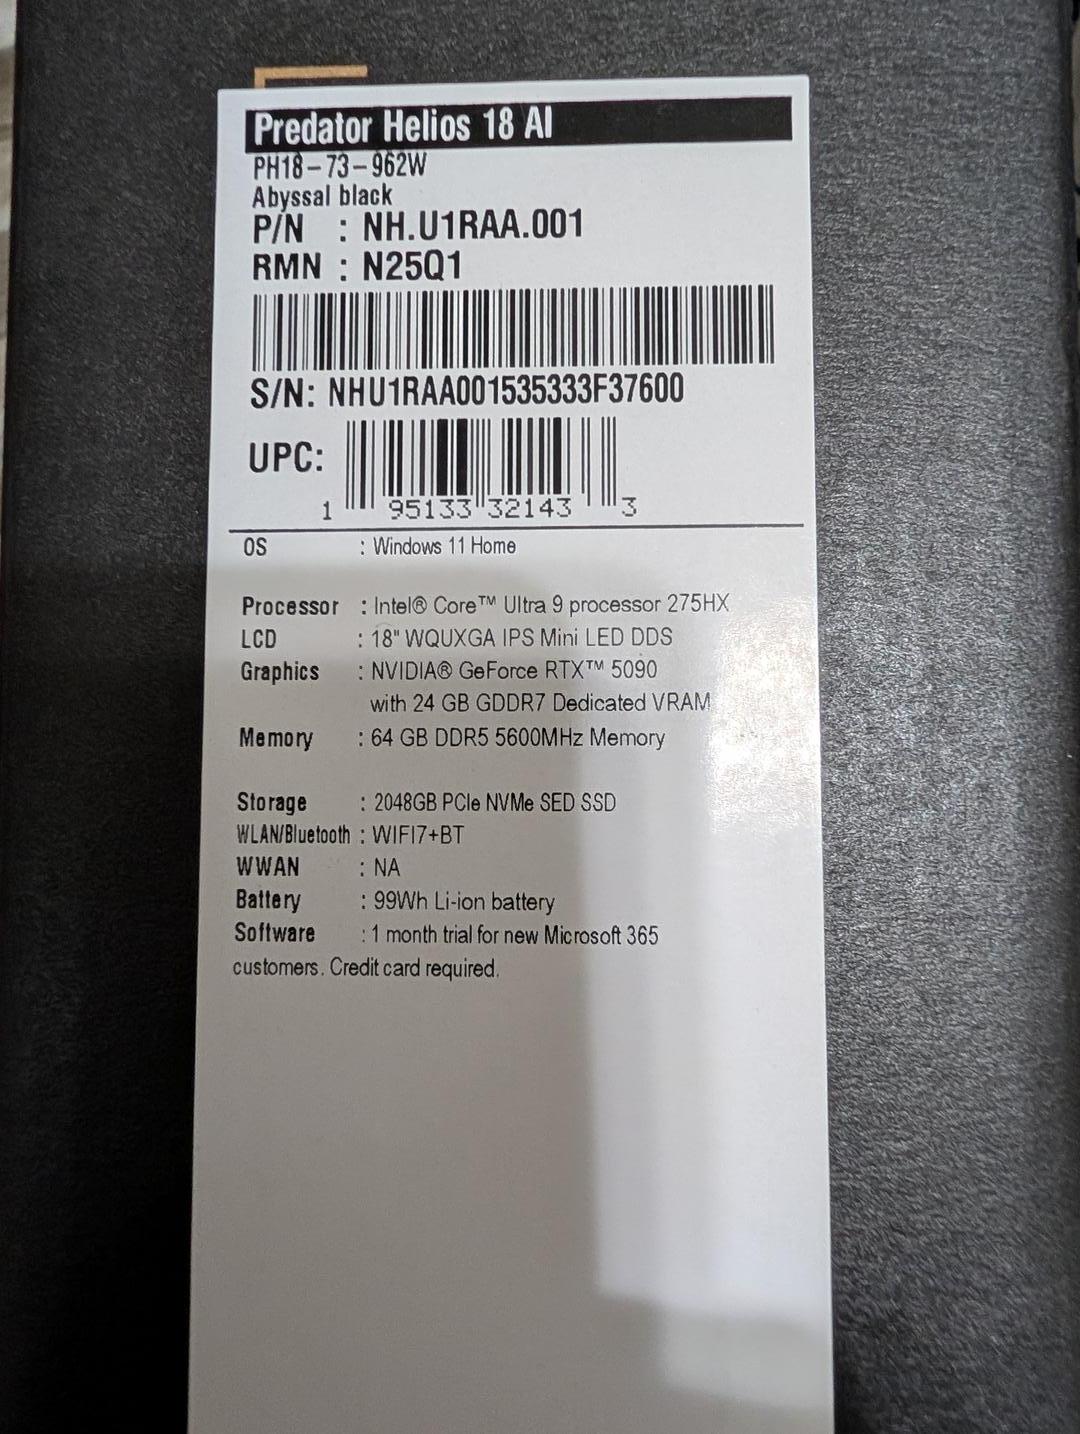 Predator Helios 18 AI
PH18-73-962W
Abyssal black
P/N : NH.U1RAA.001
RMN : N25Q1
S/N: NHU1RAA001535333F37600
UPC:
1 95133 32143 3
OS : Windows 11 Home
Processor : Intel® Core™ Ultra 9 processor 275HX
LCD : 18" WQUXGA IPS Mini LED DDS
Graphics : NVIDIA® GeForce RTX™ 5090
with 24 GB GDDR7 Dedicated VRAM
Memory : 64 GB DDR5 5600MHz Memory
Storage : 2048GB PCIe NVMe SED SSD
WLAN/Bluetooth : WIFI7+BT
WWAN : NA
Battery : 99Wh Li-ion battery
Software : 1 month trial for new Microsoft 365
customers. Credit card required.